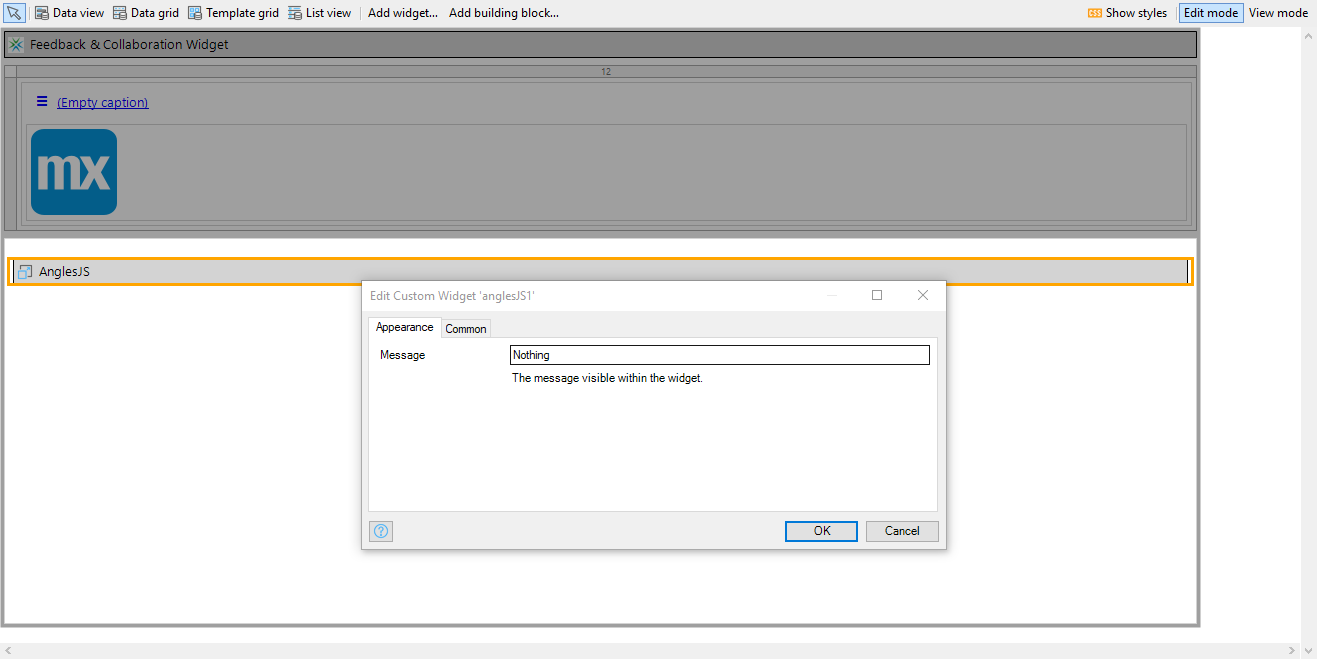 Data view Data grid Template grid List view Add widget... Add building block... CSS Show styles Edit mode View mode
Feedback & Collaboration Widget
12
(Empty caption)
mx
AnglesJS
Edit Custom Widget 'anglesJS1'
Appearance Common
Message Nothing
The message visible within the widget.
? OK Cancel